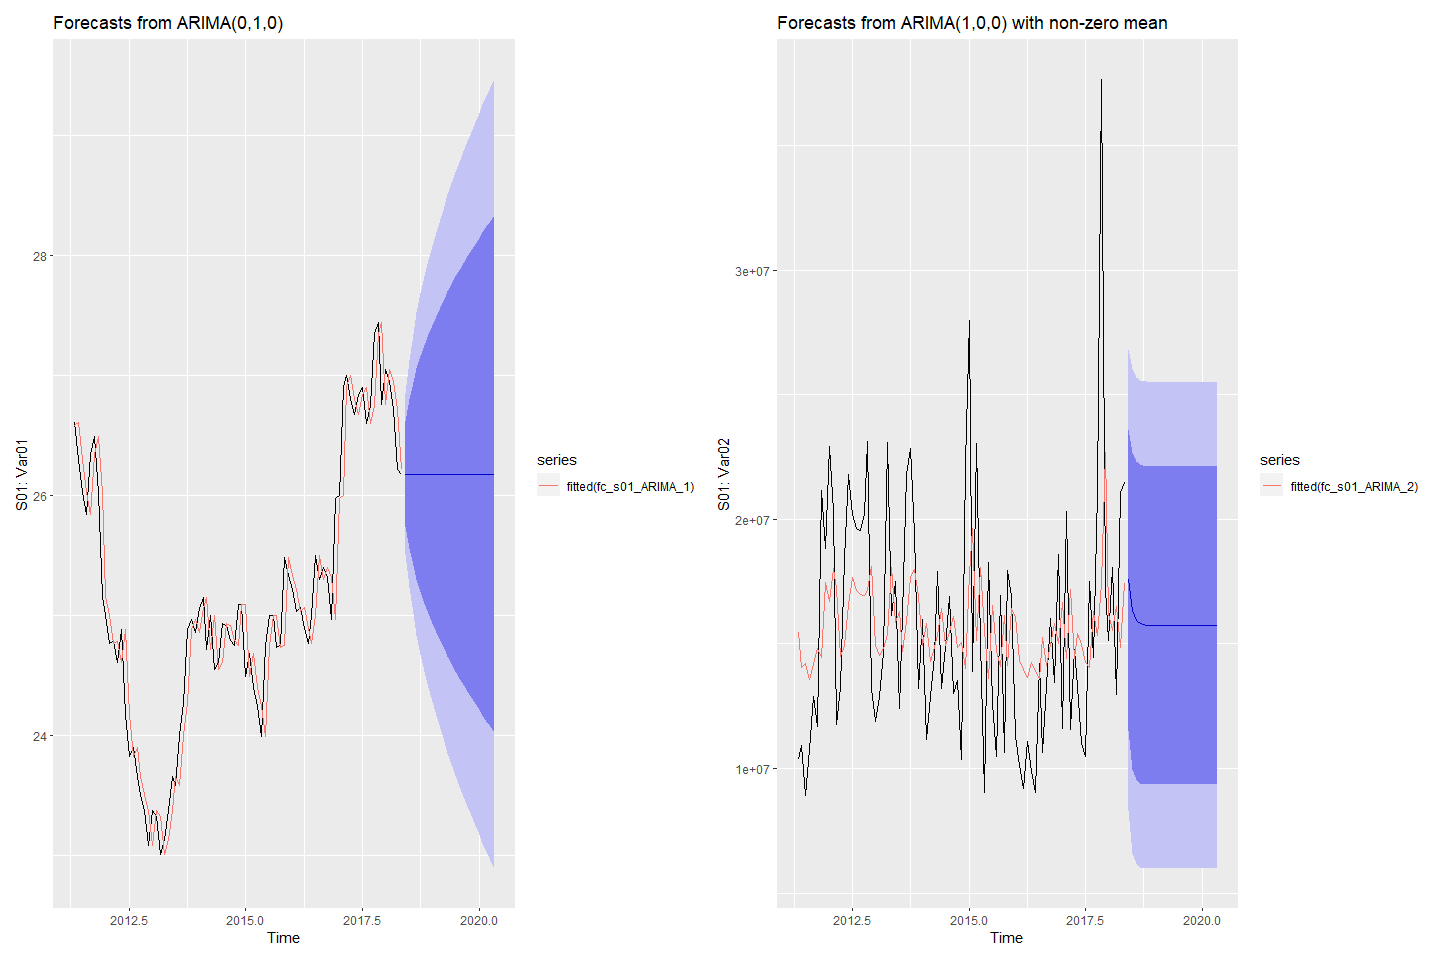 Forecasts from ARIMA(0,1,0)
S01: Var01
28
26
24
2012.5
2015.0
2017.5
2020.0
Time
series
fitted(fc_s01_ARIMA_1)
Forecasts from ARIMA(1,0,0) with non-zero mean
S01: Var02
3e+07
2e+07
1e+07
2012.5
2015.0
2017.5
2020.0
Time
series
fitted(fc_s01_ARIMA_2)